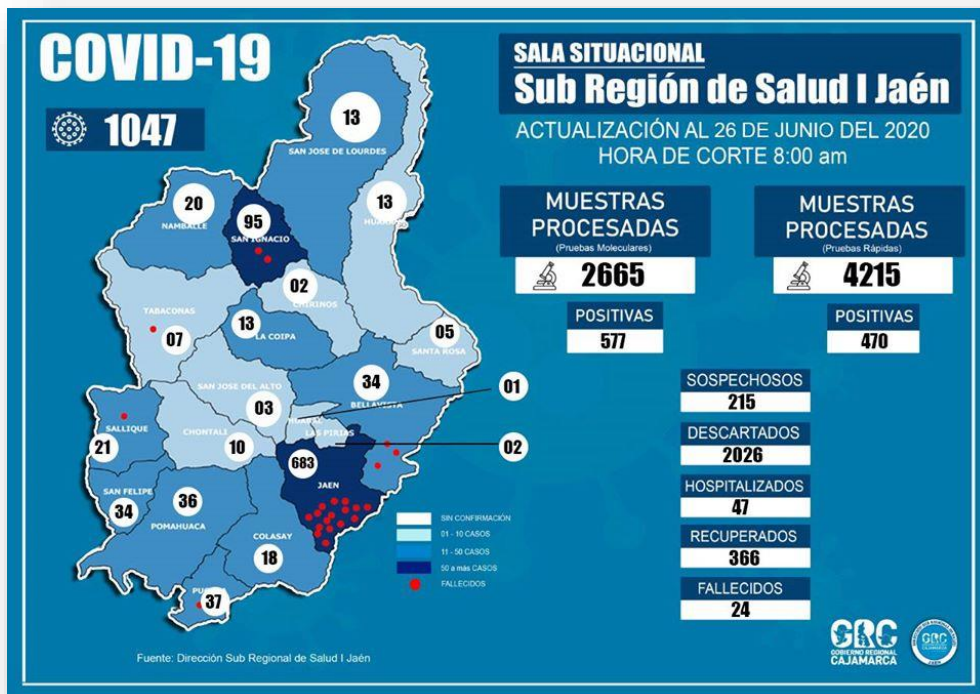 COVID-19
1047
SALA SITUACIONAL
Sub Región de Salud I Jaén
ACTUALIZACIÓN AL 26 DE JUNIO DEL 2020
HORA DE CORTE 8:00 am
MUESTRAS
PROCESADAS
(Pruebas Moleculares)
2665
POSITIVAS
577
MUESTRAS
PROCESADAS
(Pruebas Rápidas)
4215
POSITIVAS
470
SOSPECHOSOS
215
DESCARTADOS
2026
HOSPITALIZADOS
47
RECUPERADOS
366
FALLECIDOS
24
13
SAN JOSE DE LOURDES
13
20
NAMBALLE
95
SAN IGNACIO
02
CHIRINOS
TABACONAS
07
13
LA COIPA
05
SANTA ROSA
SAN JOSE DEL ALTO
03
34
BELLAVISTA
01
HUABAL
LAS PIRIAS
02
SALLIQUE
21
CHONTALI
10
683
JAEN
SAN FELIPE
34
36
POMAHUACA
COLASAY
18
37
SIN CONFIRMACIÓN
01 - 10 CASOS
11 - 50 CASOS
50 a más CASOS
FALLECIDOS
Fuente: Dirección Sub Regional de Salud I Jaén
GRC
GOBIERNO REGIONAL
CAJAMARCA
GRC
CAJAMARCA
JAÉN